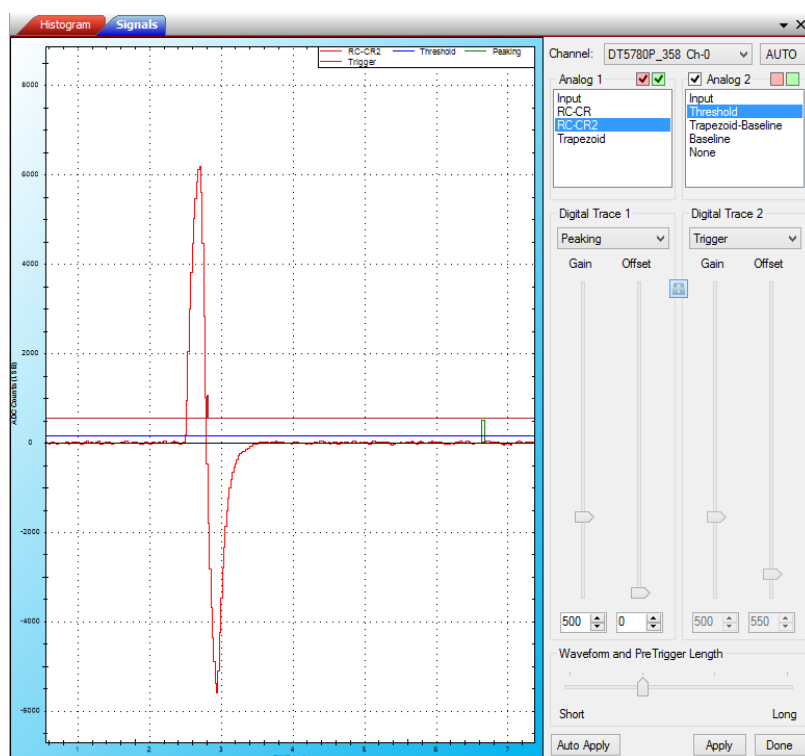 Histogram
Signals
RC-CR2 Threshold Peaking
Trigger
8000
6000
4000
2000
0
-2000
-4000
-6000
ADC Counts (LSB)
1 2 3 4 5 6 7
Channel: DT5780P_358 Ch-0 AUTO
Analog 1
Input
RC-CR
RC-CR2
Trapezoid
Analog 2
Input
Threshold
Trapezoid-Baseline
Baseline
None
Digital Trace 1
Peaking
Gain Offset
500 0
Digital Trace 2
Trigger
Gain Offset
500 550
Waveform and PreTrigger Length
Short Long
Auto Apply Apply Done